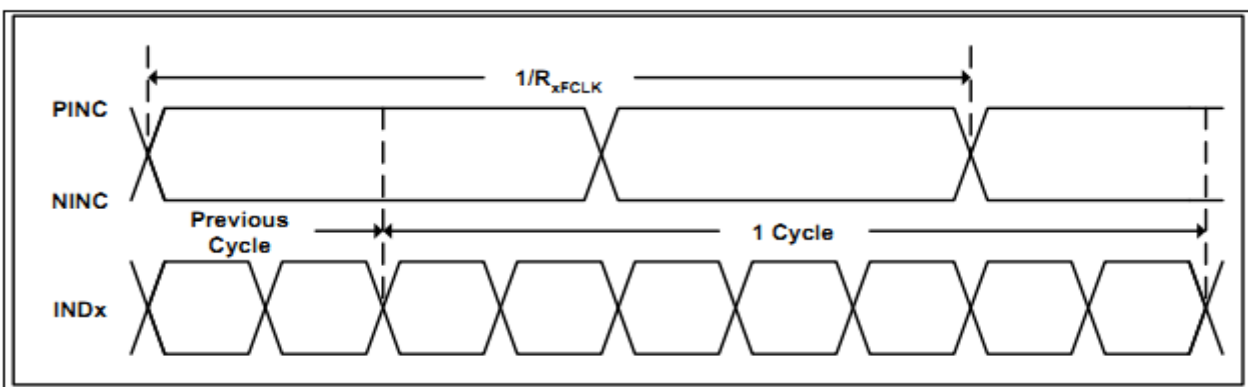 1/RxFCLK
PINC
NINC
Previous
Cycle
1 Cycle
INDx